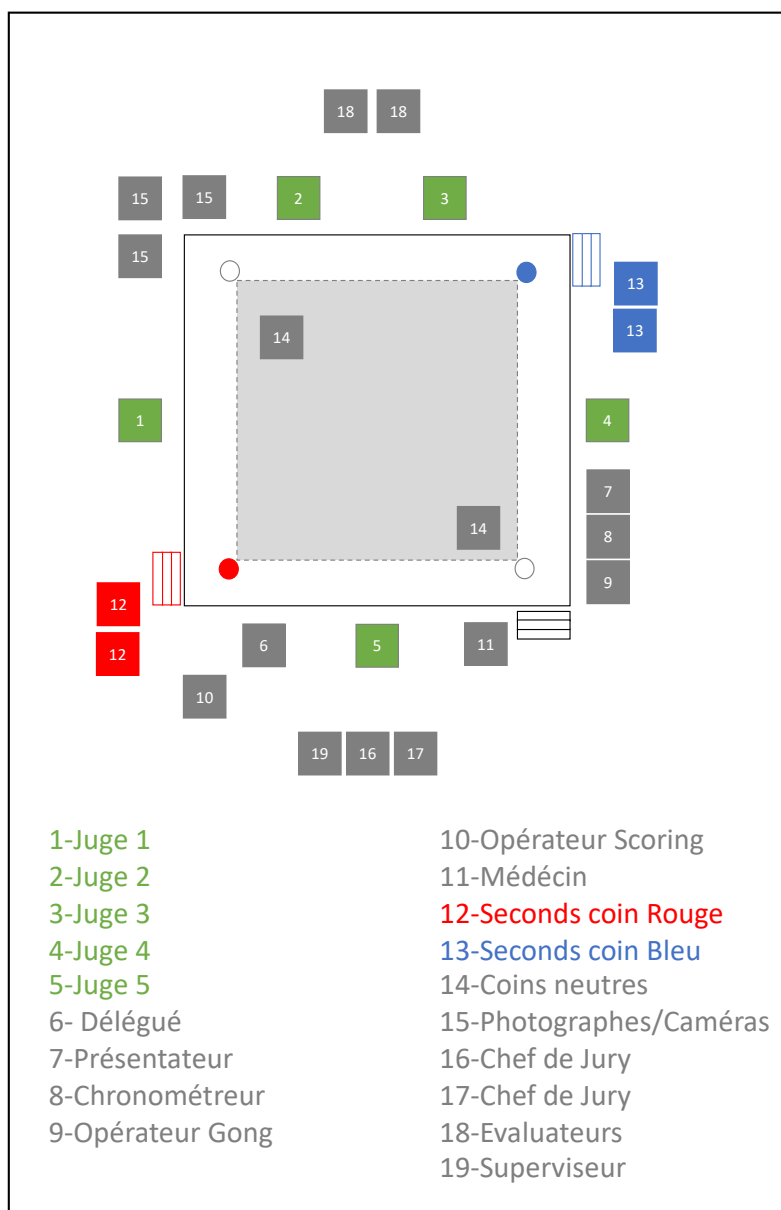 18 18
15 15 2 3
15
13
14 13
1 4
7
14 8
9
12
12 6 5 11
10
19 16 17
1-Juge 1
2-Juge 2
3-Juge 3
4-Juge 4
5-Juge 5
6- Délégué
7-Présentateur
8-Chronométreur
9-Opérateur Gong
10-Opérateur Scoring
11-Médécin
12-Seconds coin Rouge
13-Seconds coin Bleu
14-Coins neutres
15-Photographes/Caméras
16-Chef de Jury
17-Chef de Jury
18-Evaluateurs
19-Superviseur